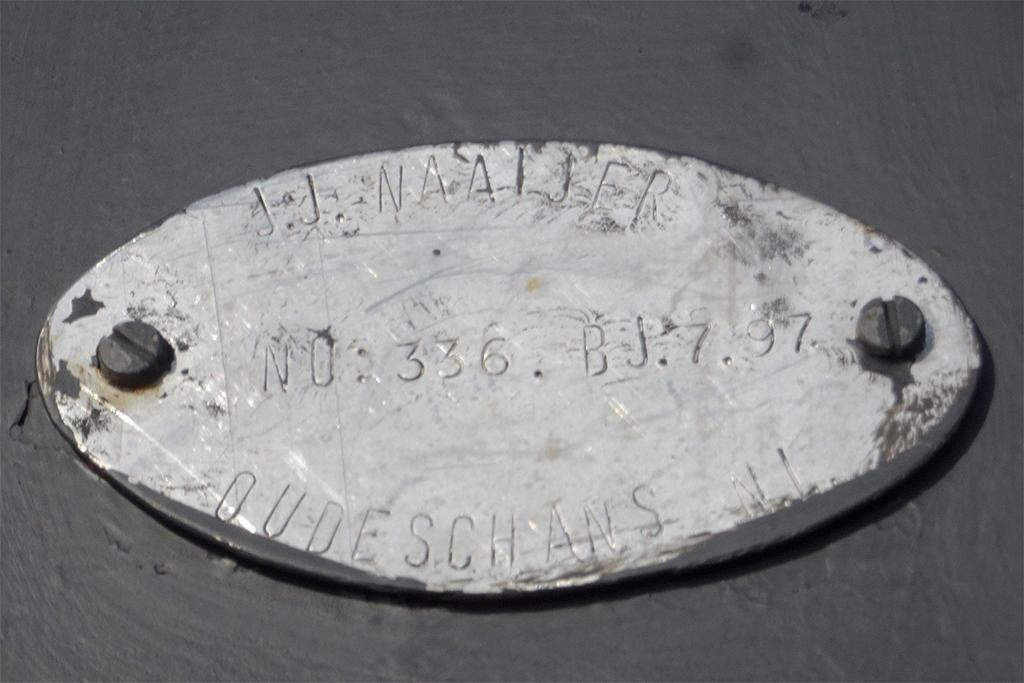 J.J. NAAIJER
NO. 336. BJ. 7.97.
OUDESCHANS NL.